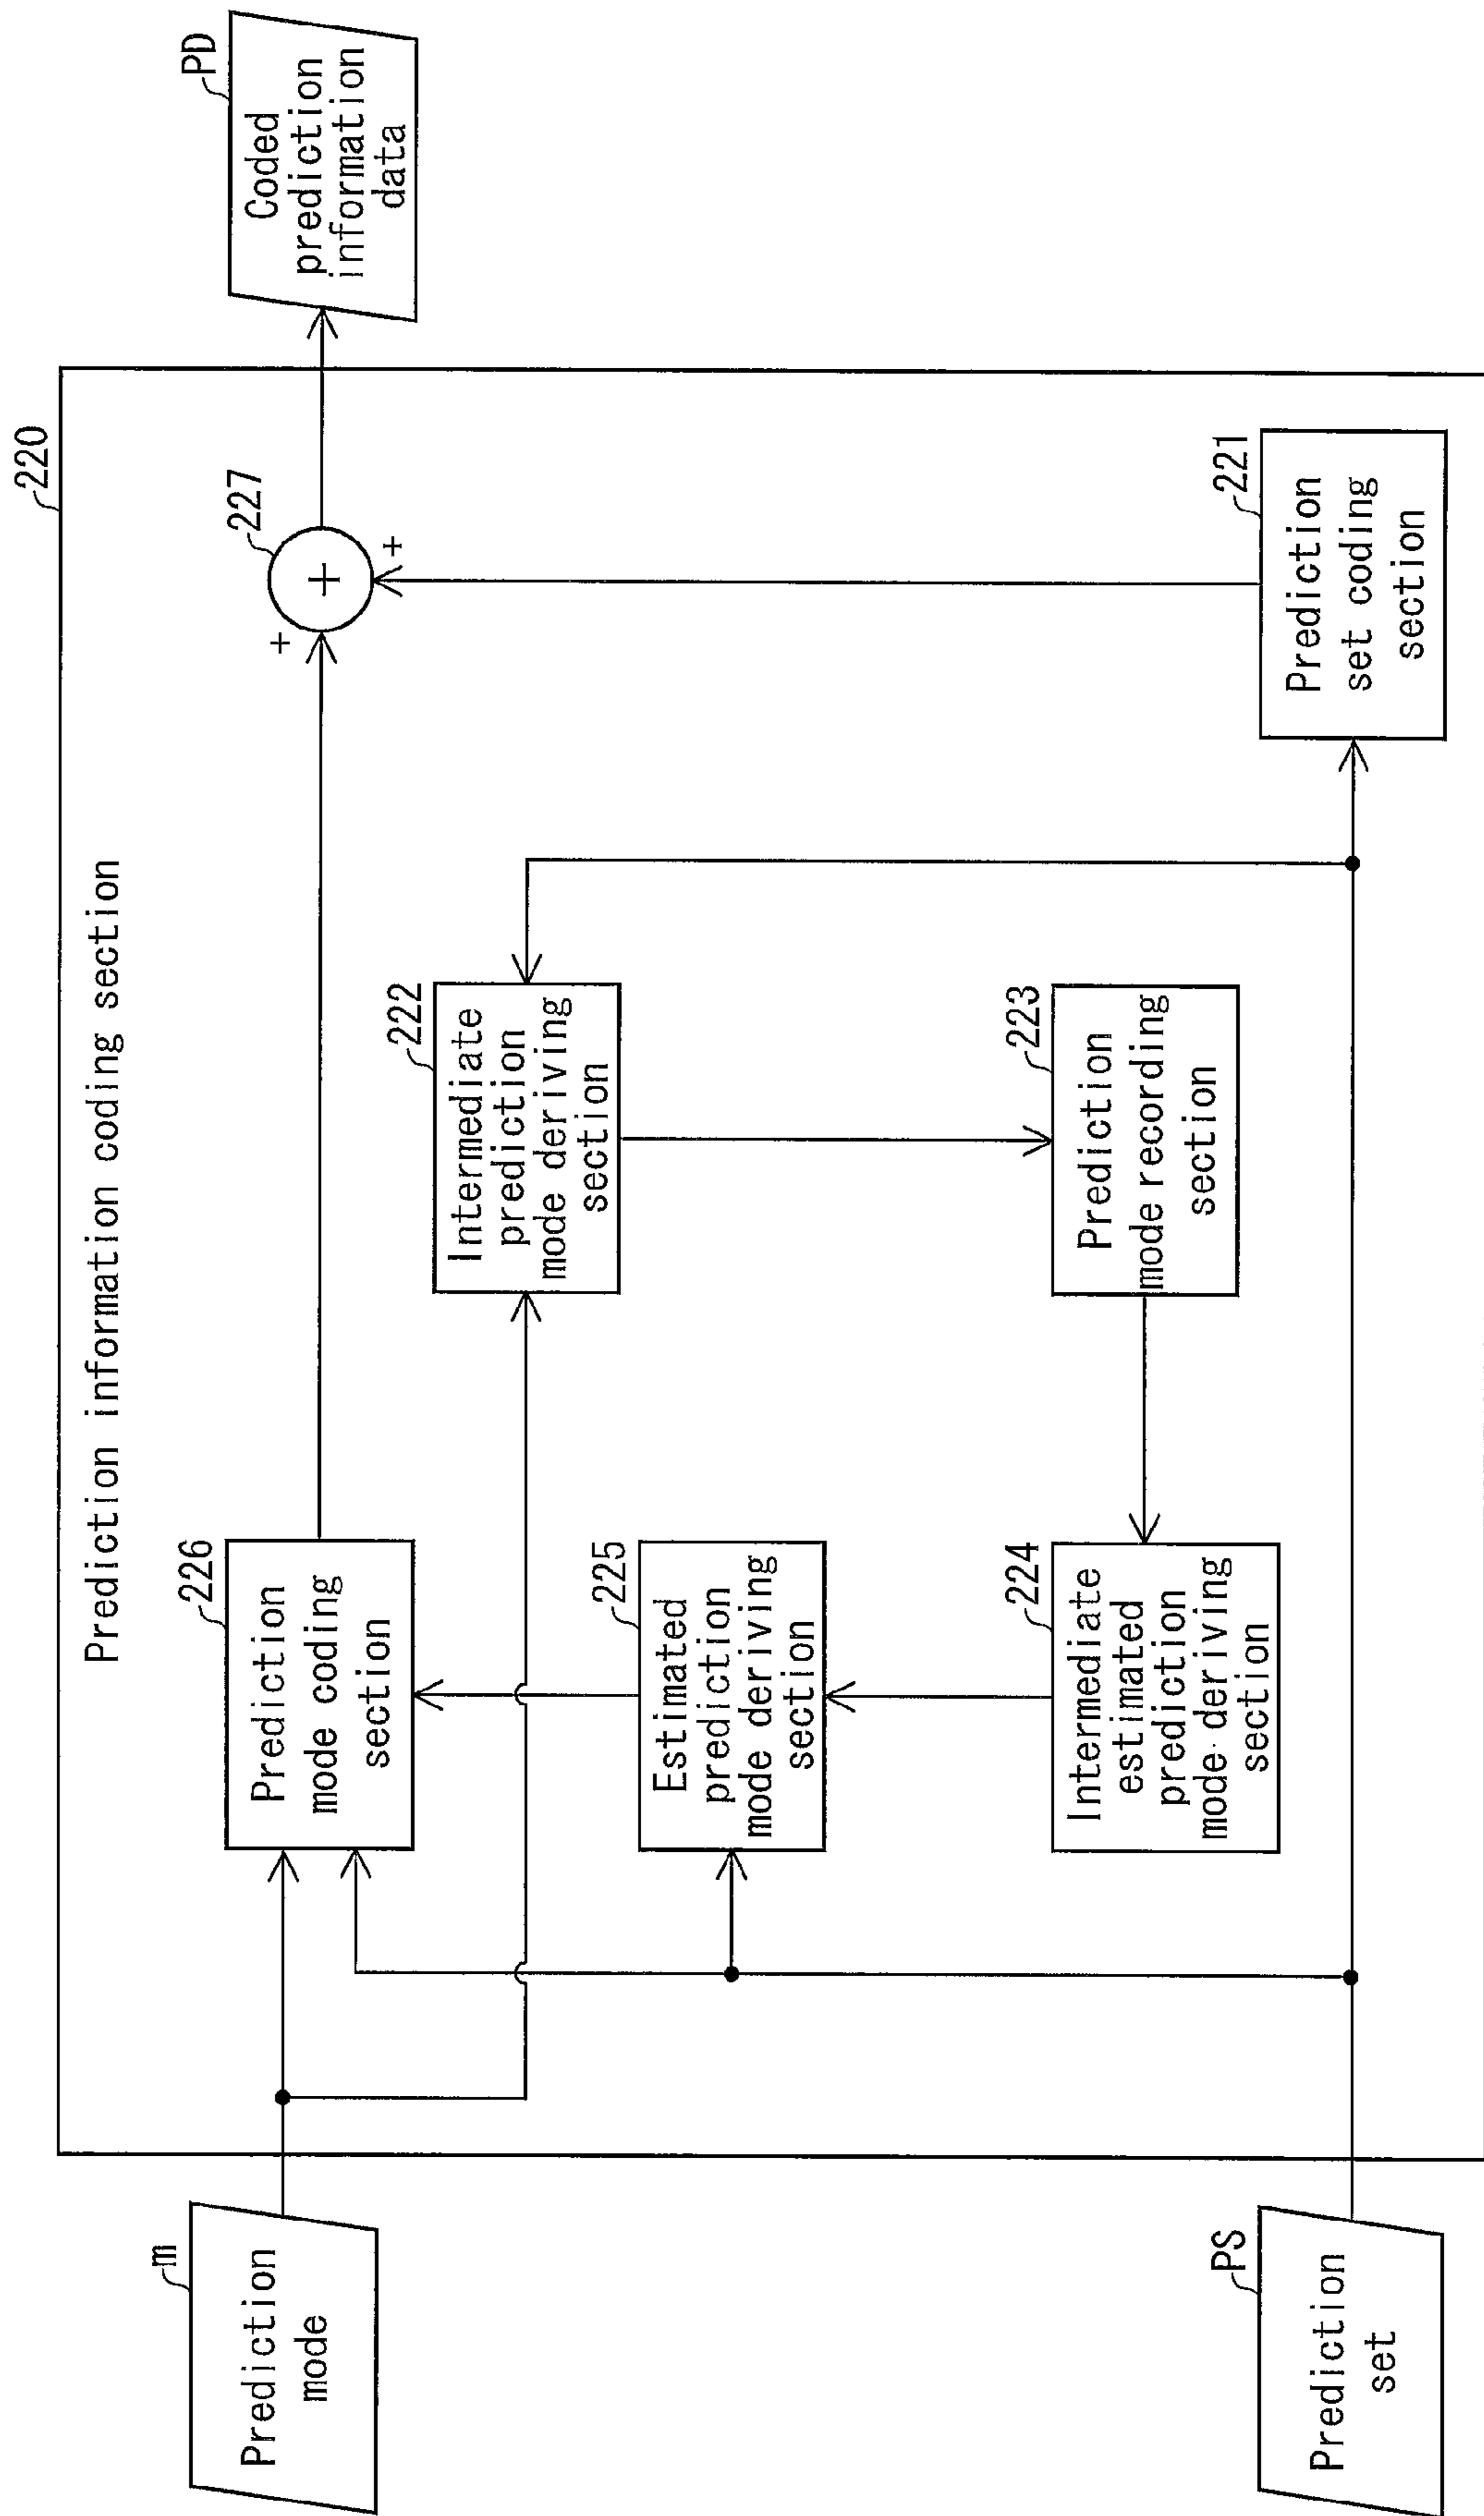 220
Prediction information coding section
m
Prediction
mode
226
Prediction
mode coding
section
+
227
+
+
PD
Coded
prediction
information
data
222
Intermediate
prediction
mode deriving
section
225
Estimated
prediction
mode deriving
section
224
Intermediate
estimated
prediction
mode deriving
section
223
Prediction
mode recording
section
PS
Prediction
set
221
Prediction
set coding
section